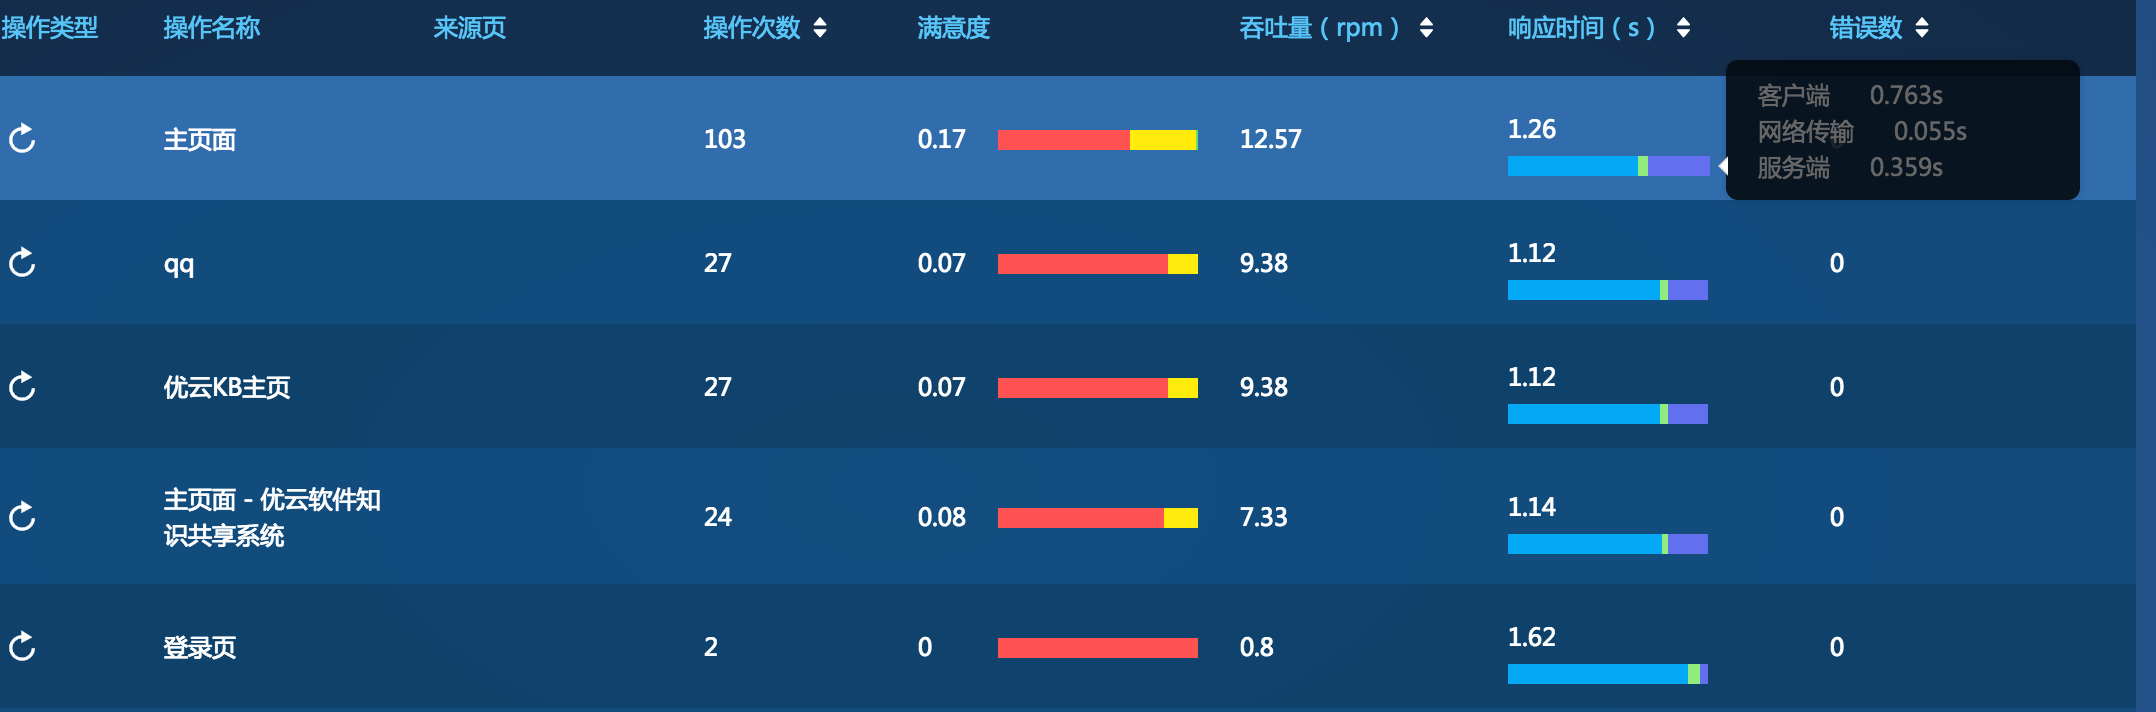 操作类型 操作名称 来源页 操作次数 满意度 吞吐量（rpm） 响应时间（s） 错误数
客户端 0.763s
网络传输 0.055s
服务端 0.359s
主页面 103 0.17 12.57 1.26
qq 27 0.07 9.38 1.12 0
优云KB主页 27 0.07 9.38 1.12 0
主页面 - 优云软件知
识共享系统 24 0.08 7.33 1.14 0
登录页 2 0 0.8 1.62 0